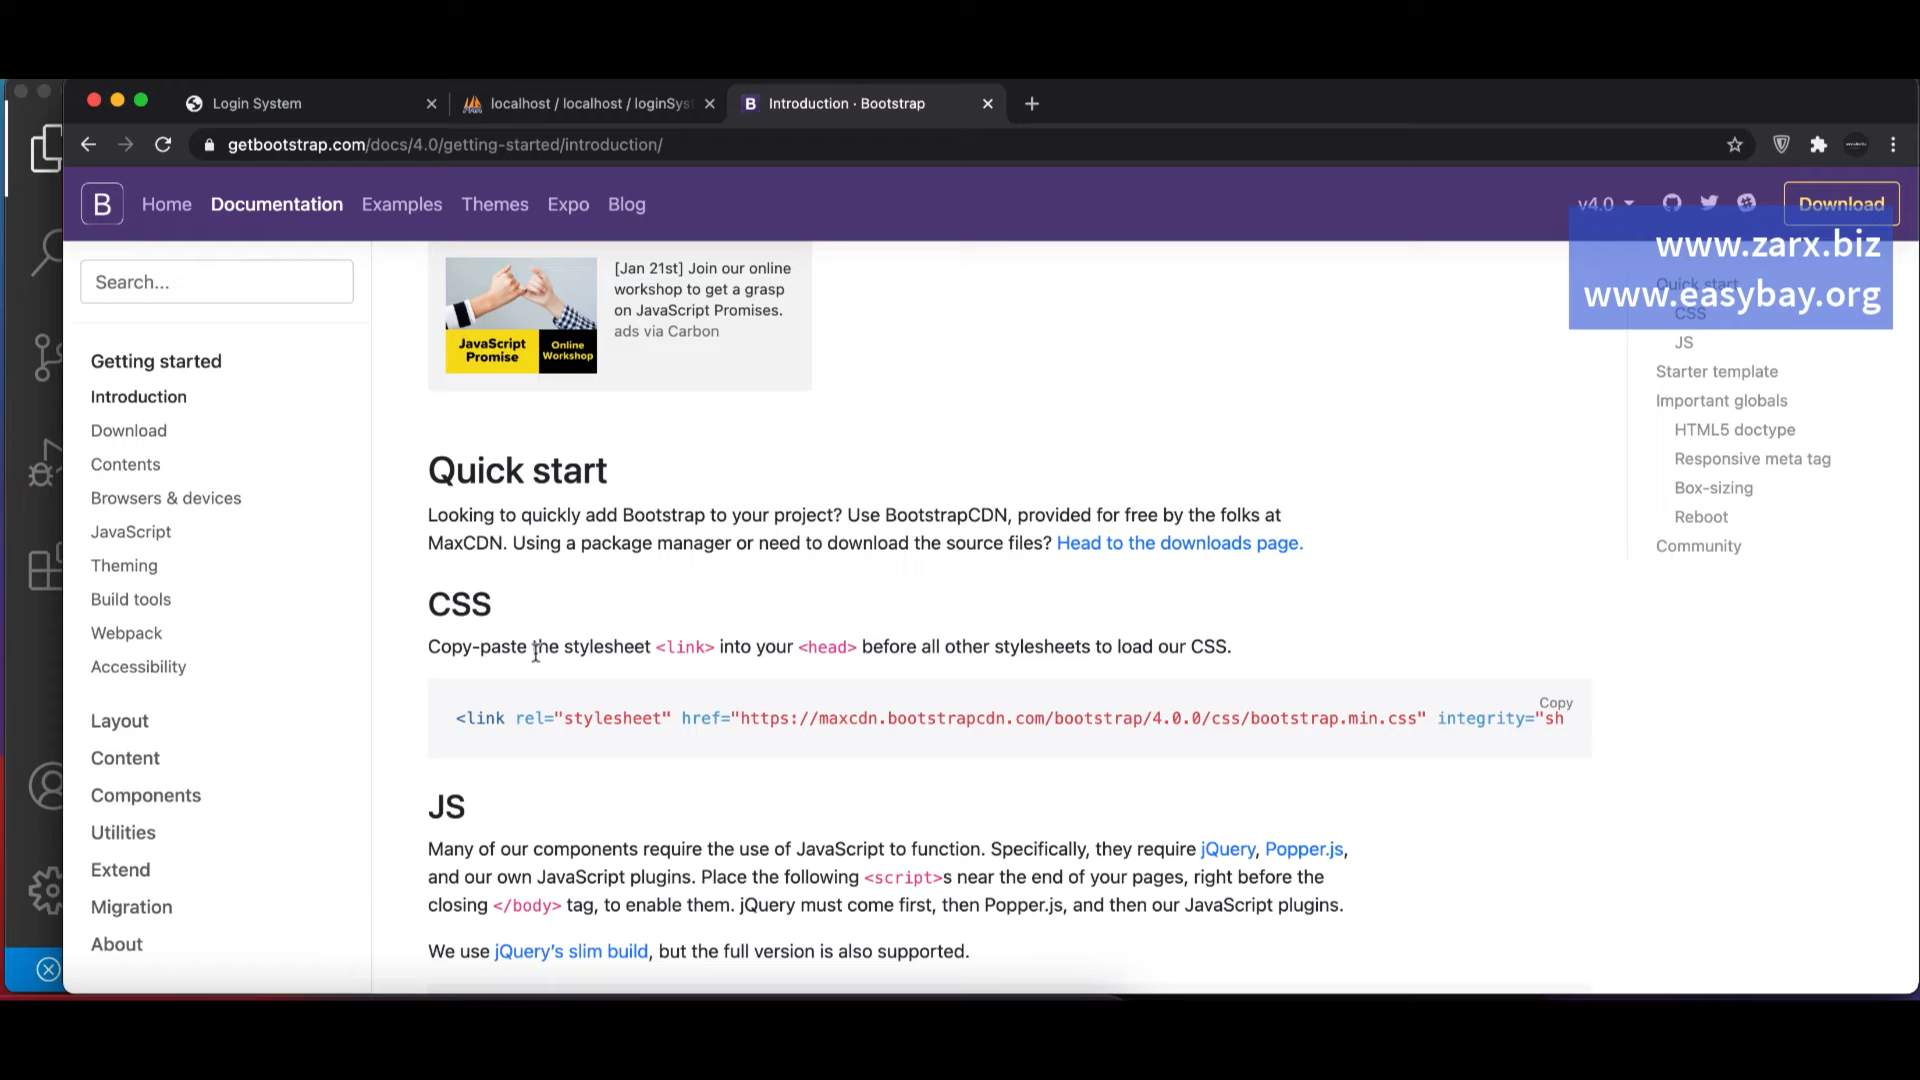 Login System
localhost / localhost / loginSys
B Introduction · Bootstrap
getbootstrap.com/docs/4.0/getting-started/introduction/
B Home Documentation Examples Themes Expo Blog
v4.0 Download
www.zarx.biz
www.easybay.org
Search...
Getting started
Introduction
Download
Contents
Browsers & devices
JavaScript
Theming
Build tools
Webpack
Accessibility
Layout
Content
Components
Utilities
Extend
Migration
About
JavaScript
Promise
Online
Workshop
[Jan 21st] Join our online
workshop to get a grasp
on JavaScript Promises.
ads via Carbon
Quick start
Looking to quickly add Bootstrap to your project? Use BootstrapCDN, provided for free by the folks at
MaxCDN. Using a package manager or need to download the source files? Head to the downloads page.
CSS
Copy-paste the stylesheet <link> into your <head> before all other stylesheets to load our CSS.
Copy
<link rel="stylesheet" href="https://maxcdn.bootstrapcdn.com/bootstrap/4.0.0/css/bootstrap.min.css" integrity="sh
JS
Many of our components require the use of JavaScript to function. Specifically, they require jQuery, Popper.js,
and our own JavaScript plugins. Place the following <script>s near the end of your pages, right before the
closing </body> tag, to enable them. jQuery must come first, then Popper.js, and then our JavaScript plugins.
We use jQuery's slim build, but the full version is also supported.
Quick start
CSS
JS
Starter template
Important globals
HTML5 doctype
Responsive meta tag
Box-sizing
Reboot
Community